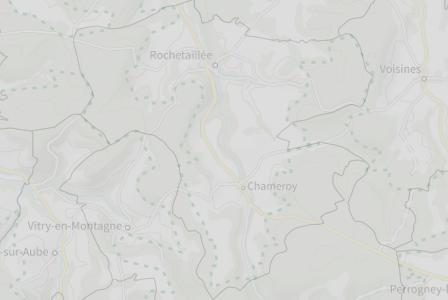 Rochetaillée
Voisines
Chameroy
Vitry-en-Montagne
-sur-Aube
Perrogney-